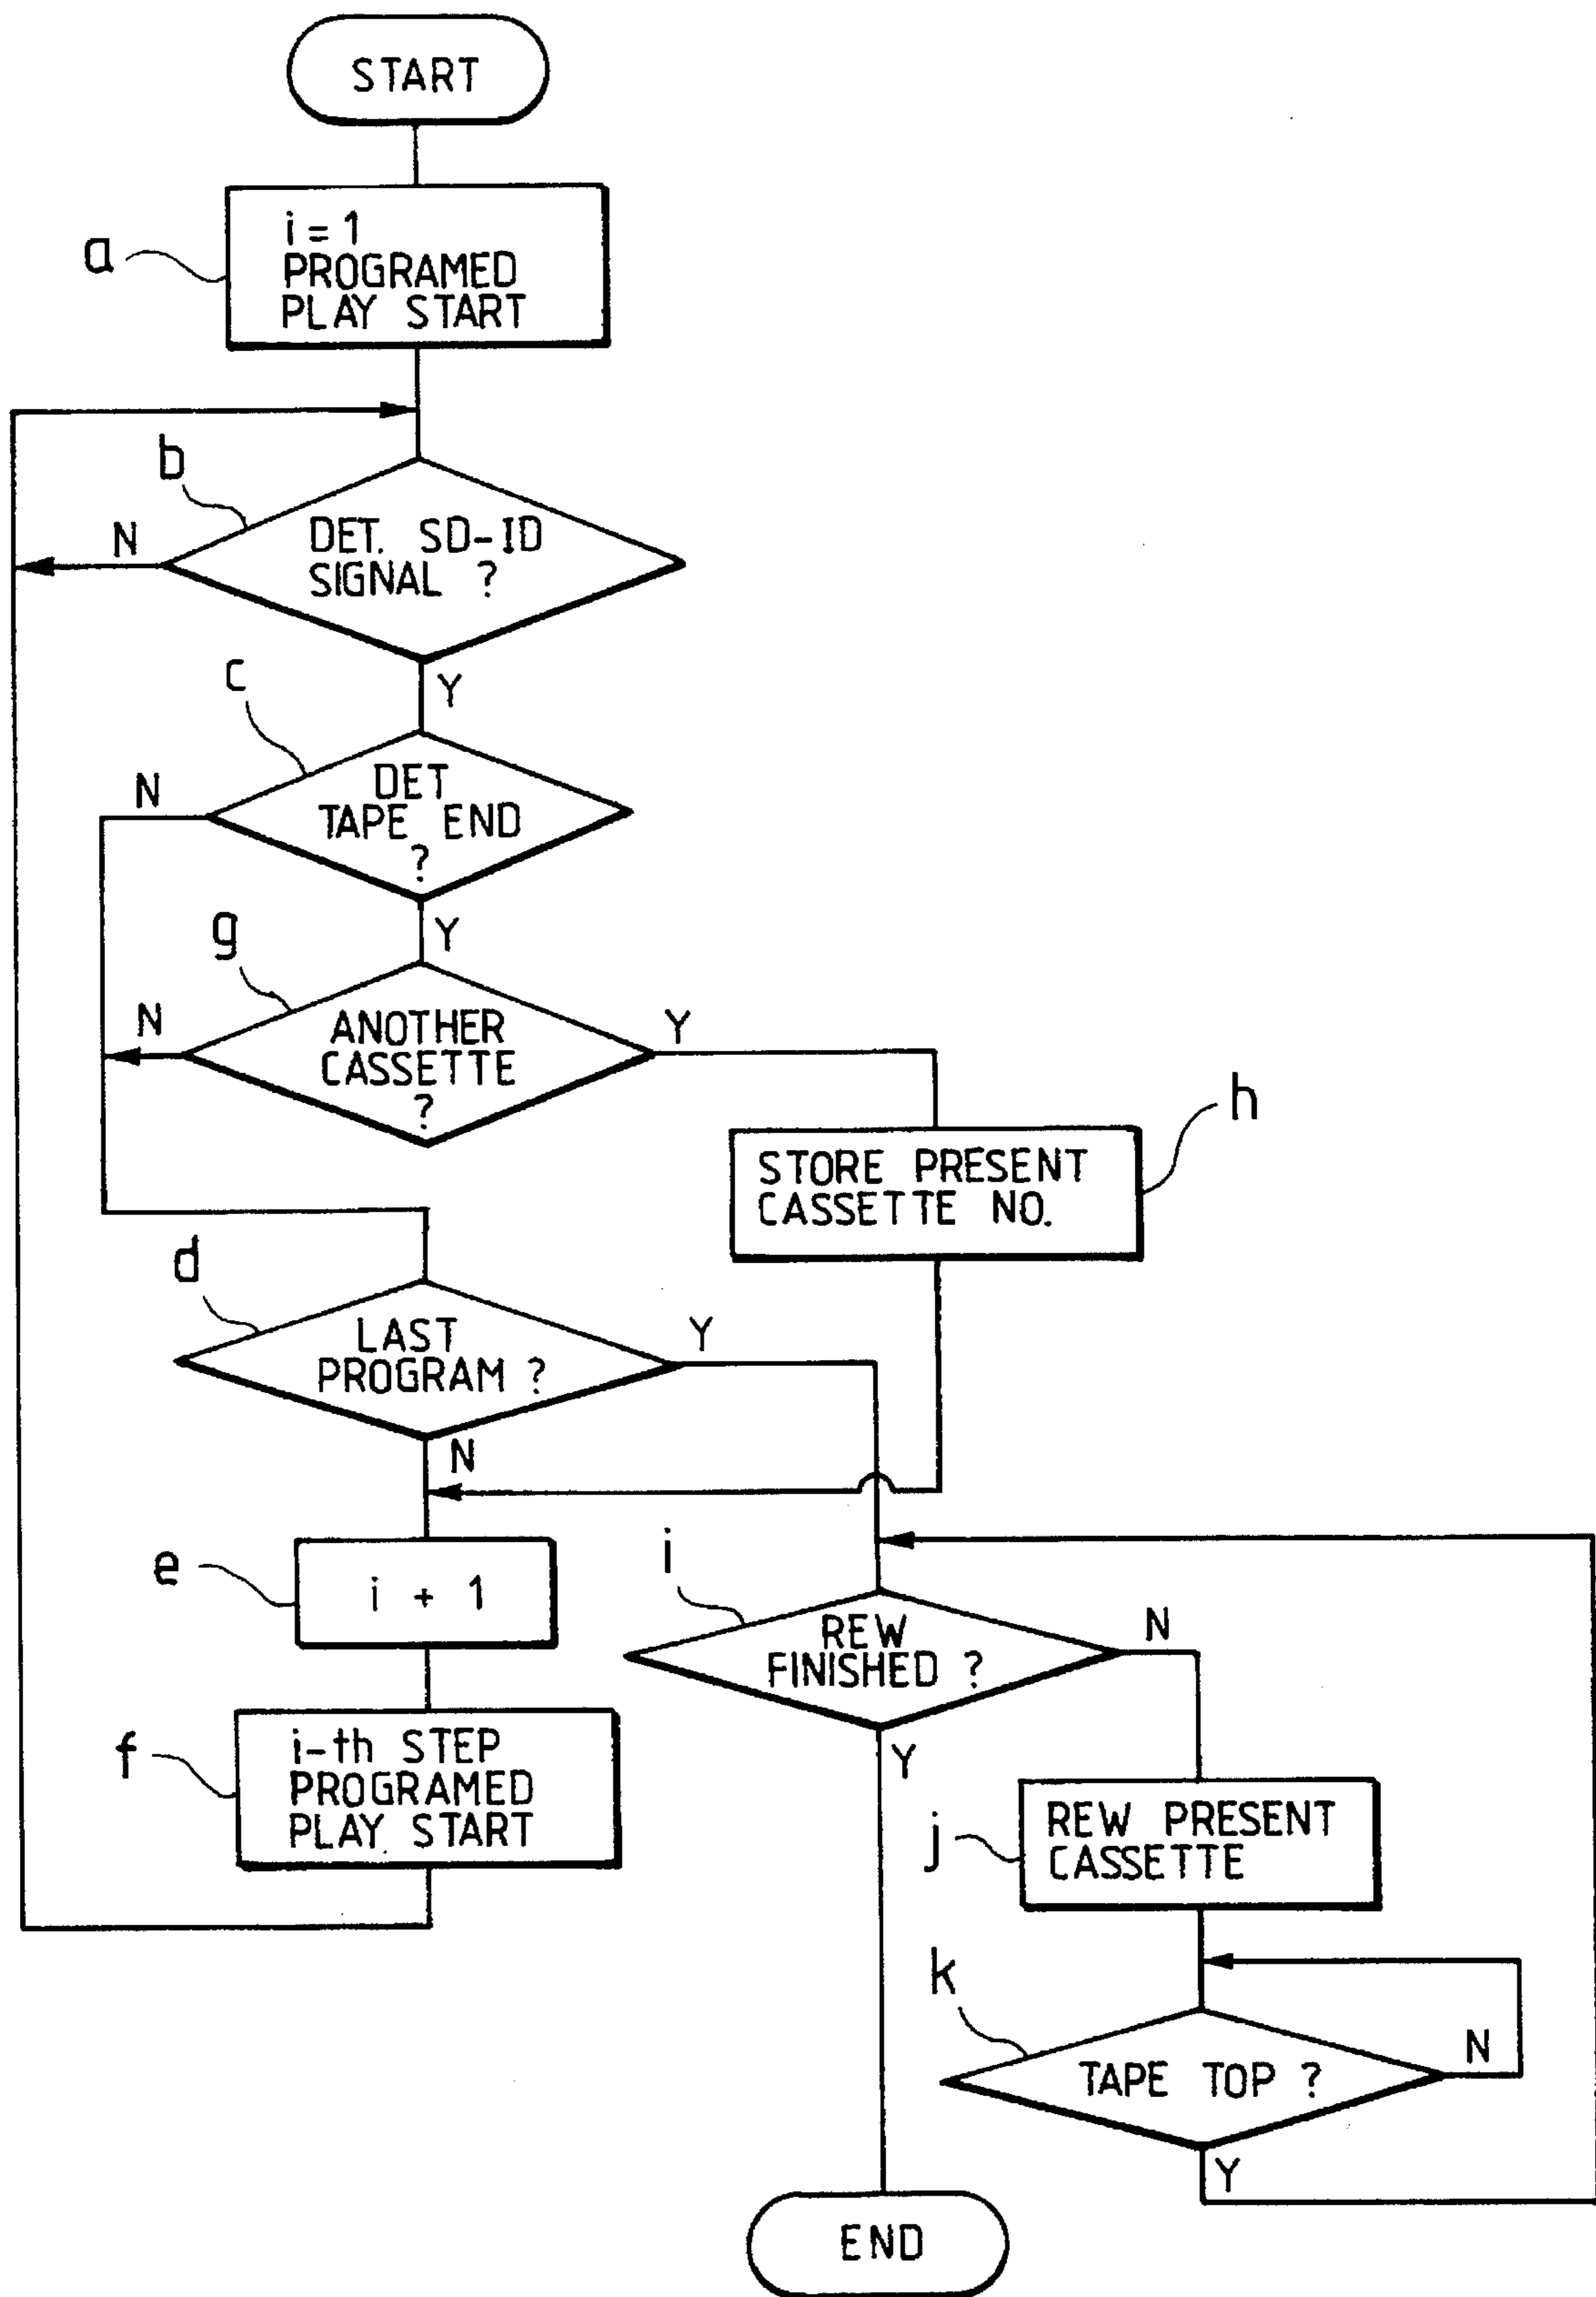 START
a
i = 1
PROGRAMED
PLAY START
b
N
DET. SD-ID
SIGNAL ?
Y
c
N
DET
TAPE END
?
Y
g
N
ANOTHER
CASSETTE
?
Y
h
STORE PRESENT
CASSETTE NO.
d
LAST
PROGRAM ?
Y
N
e
i + 1
i
REW
FINISHED ?
N
Y
f
i-th STEP
PROGRAMED
PLAY START
j
REW PRESENT
CASSETTE
k
TAPE TOP ?
N
Y
END